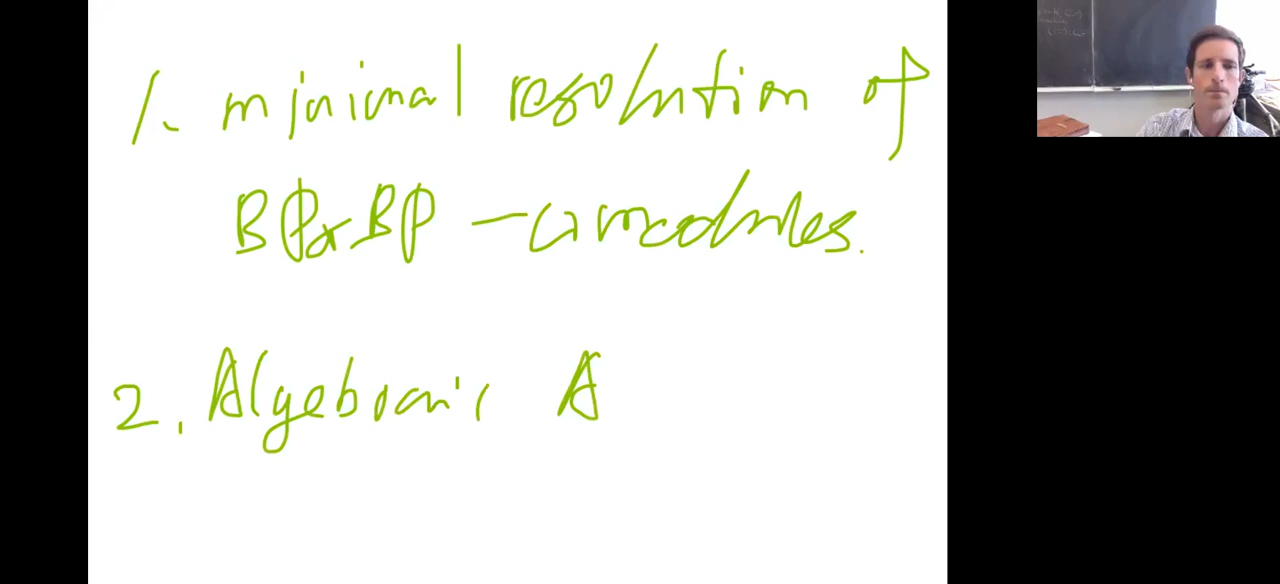 1. minimal resolution of
BP*BP - comodules.
2. Algebraic A